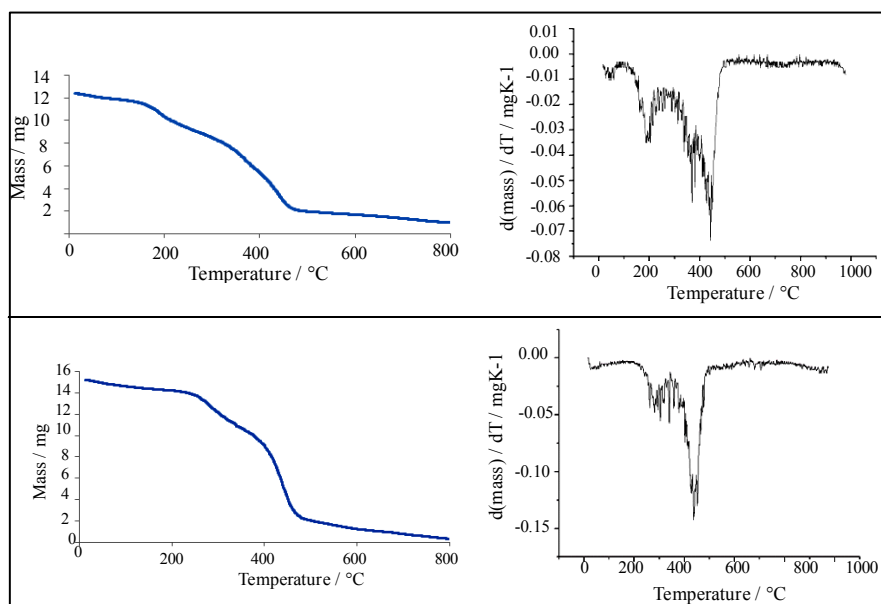 14
12
10
8
6
4
2
0 200 400 600 800
Mass / mg
Temperature / °C
0.01
0.00
-0.01
-0.02
-0.03
-0.04
-0.05
-0.06
-0.07
-0.08
0 200 400 600 800 1000
d(mass) / dT / mgK-1
Temperature / °C
16
14
12
10
8
6
4
2
0
0 200 400 600 800
Mass / mg
Temperature / °C
0.00
-0.05
-0.10
-0.15
0 200 400 600 800 1000
d(mass) / dT / mgK-1
Temperature / °C